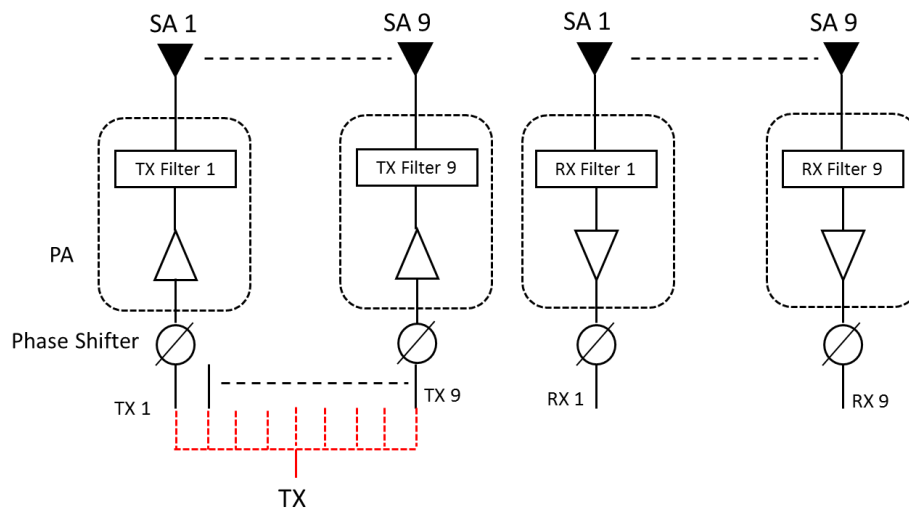 SA 1
SA 9
SA 1
SA 9
TX Filter 1
TX Filter 9
RX Filter 1
RX Filter 9
PA
Phase Shifter
TX 1
TX 9
RX 1
RX 9
TX